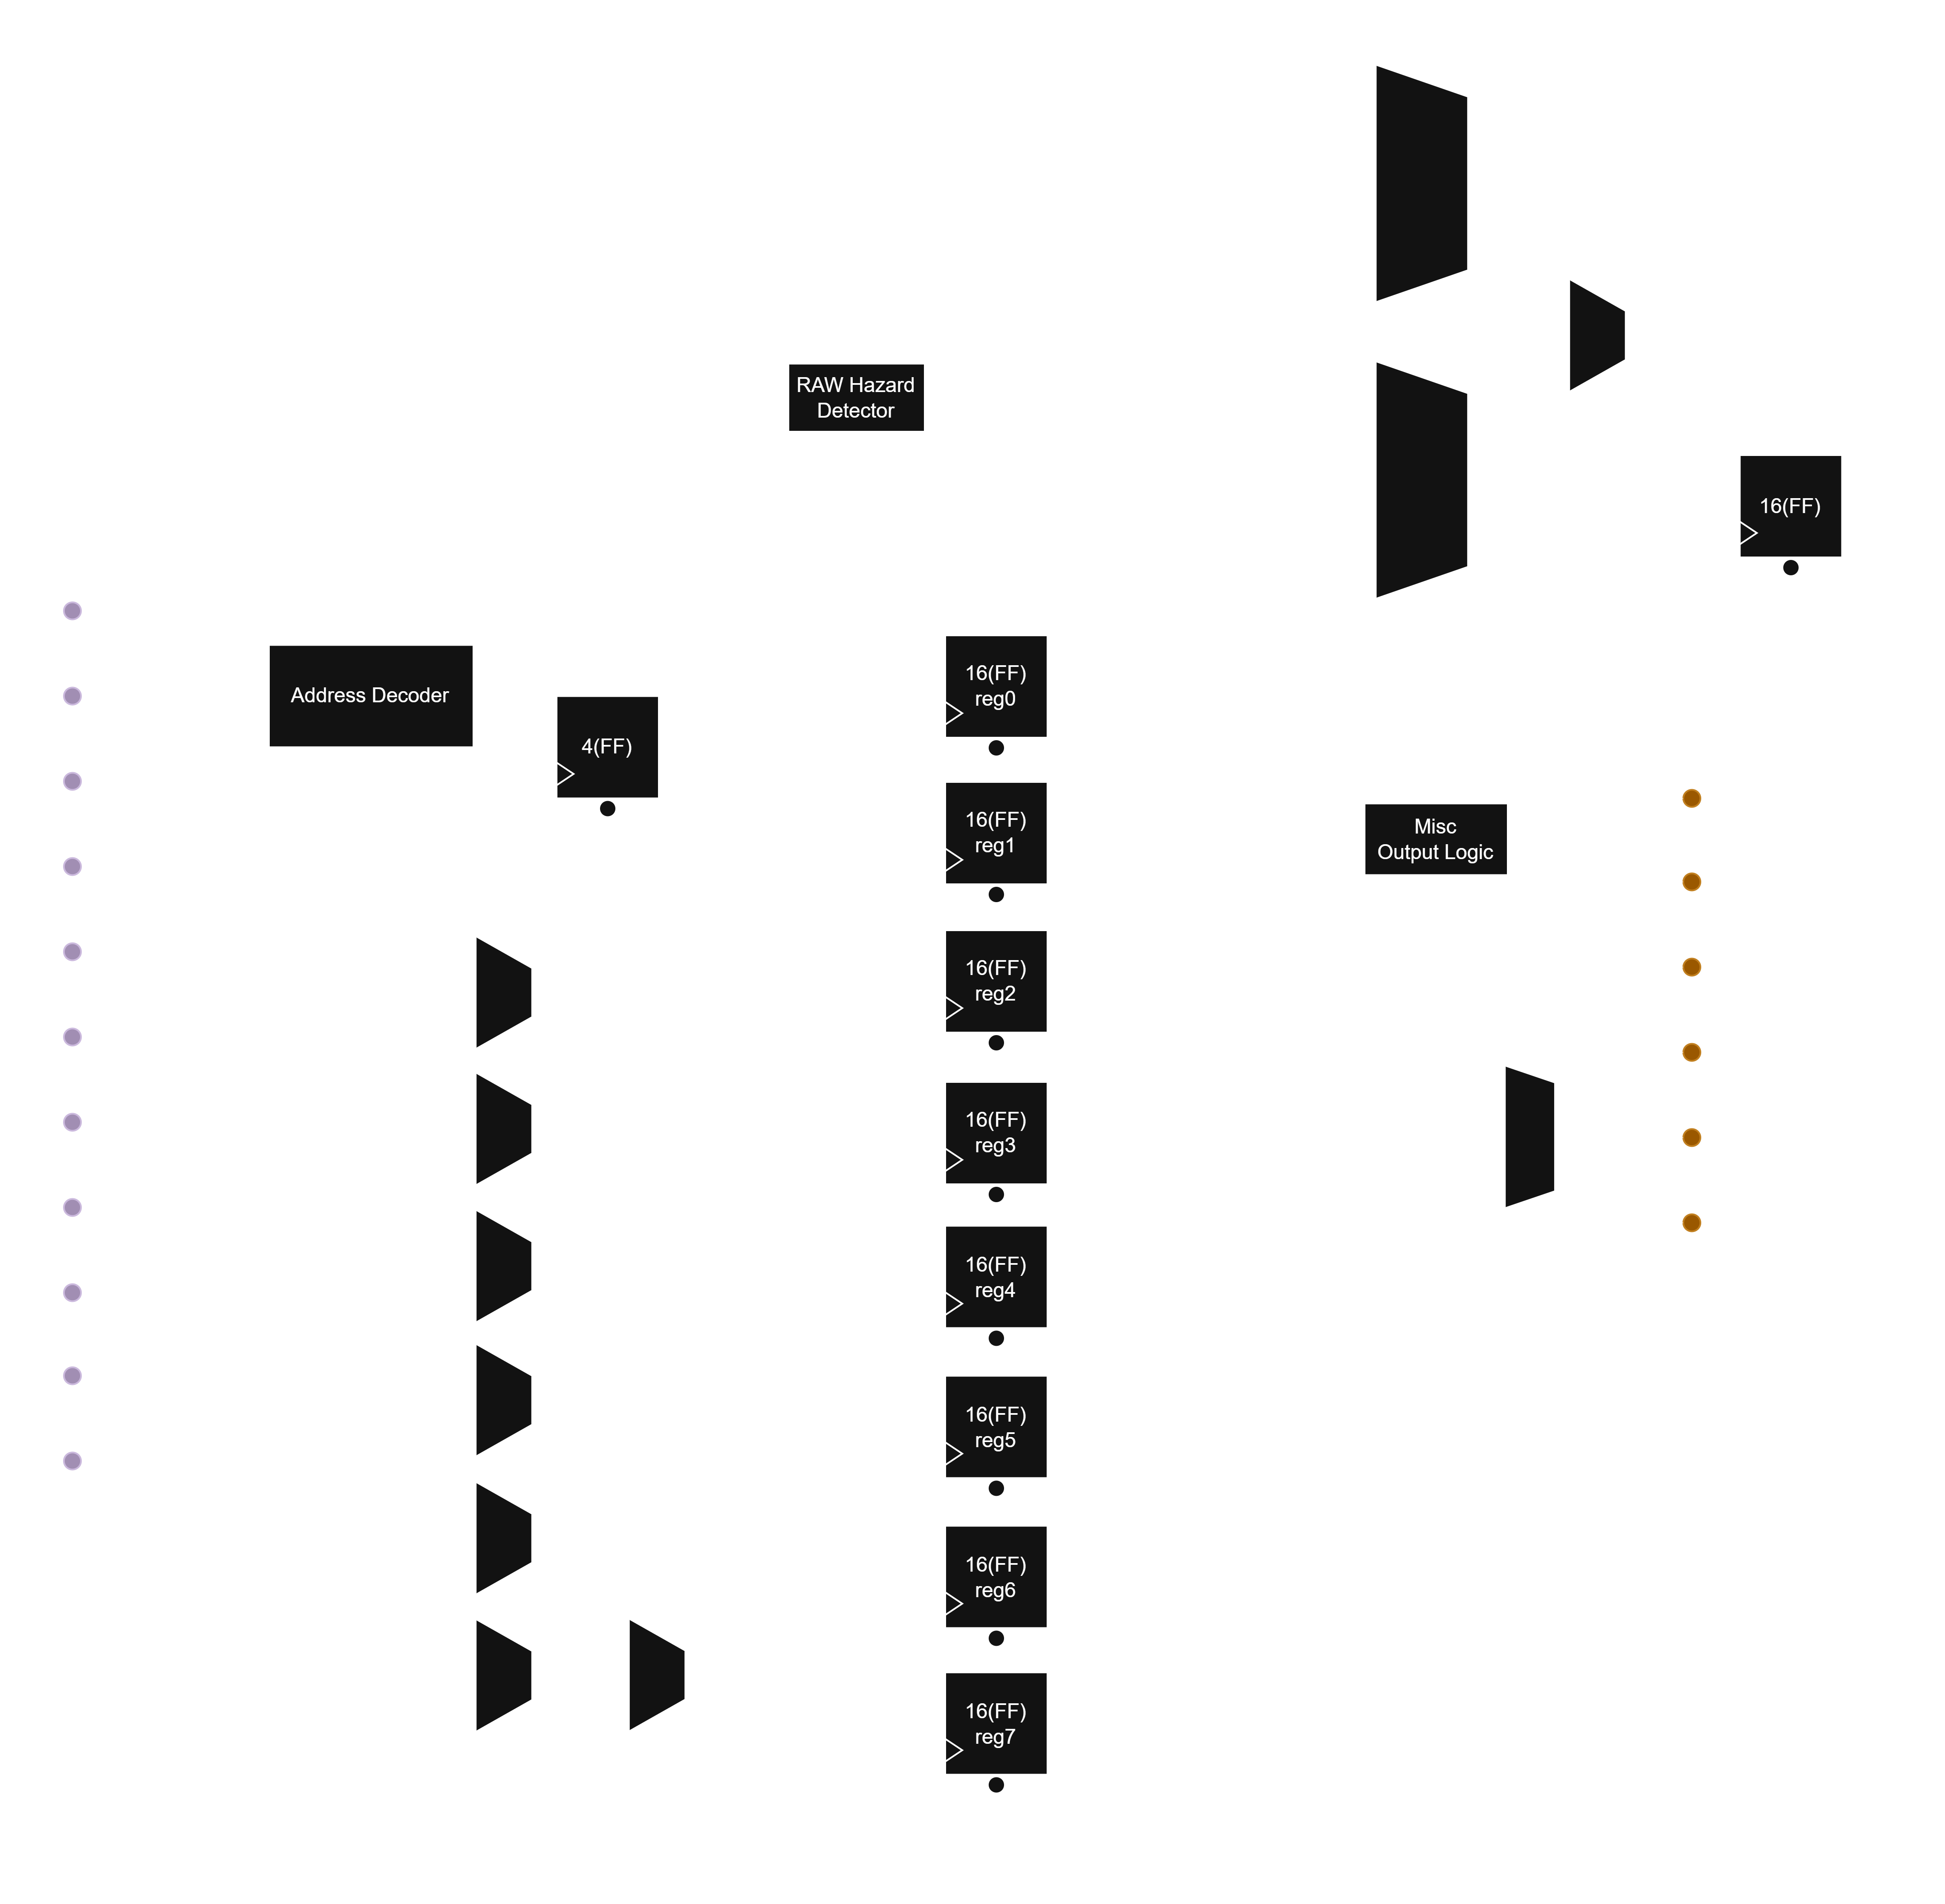 RAW Hazard
Detector
16(FF)
Address Decoder
4(FF)
16(FF)
reg0
16(FF)
reg1
Misc
Output Logic
16(FF)
reg2
16(FF)
reg3
16(FF)
reg4
16(FF)
reg5
16(FF)
reg6
16(FF)
reg7